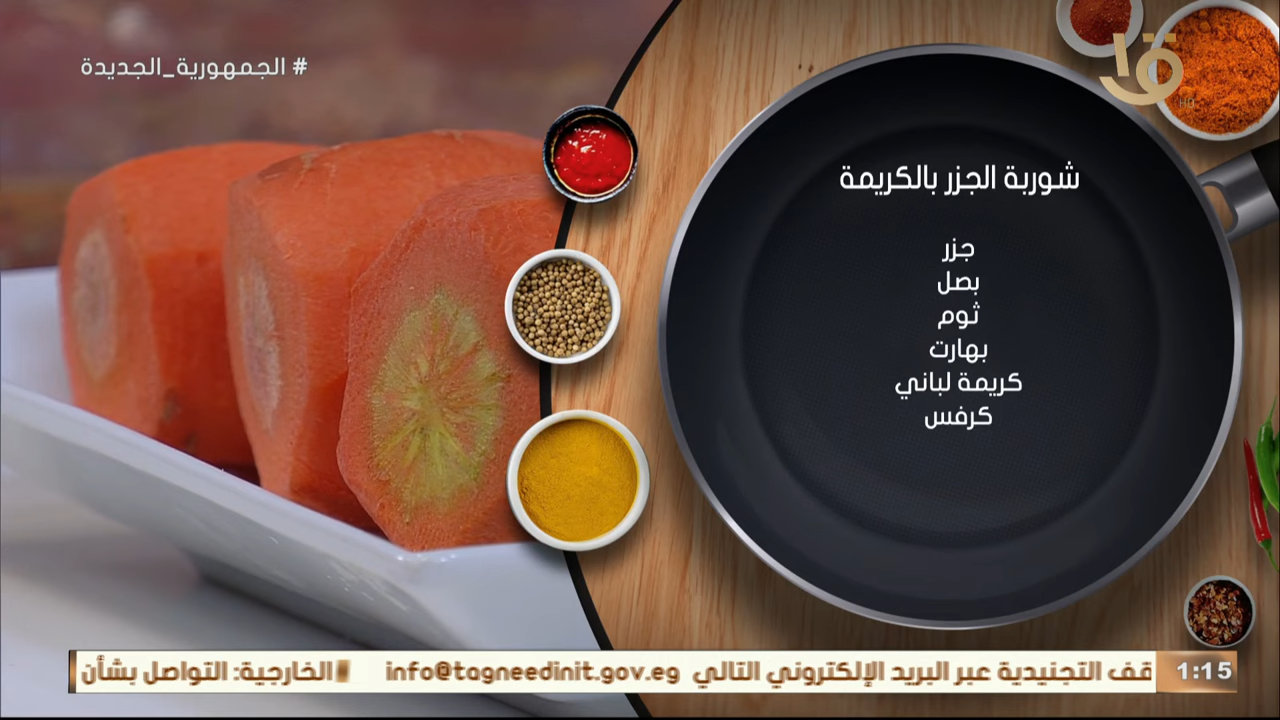 # الجمهورية_الجديدة
شوربة الجزر بالكريمة
جزر
بصل
ثوم
بهارت
كريمة لباني
كرفس
1:15
قف التجنيدية عبر البريد الإلكتروني التالي info@tagneedinit.gov.eg الخارجية: التواصل بشأن